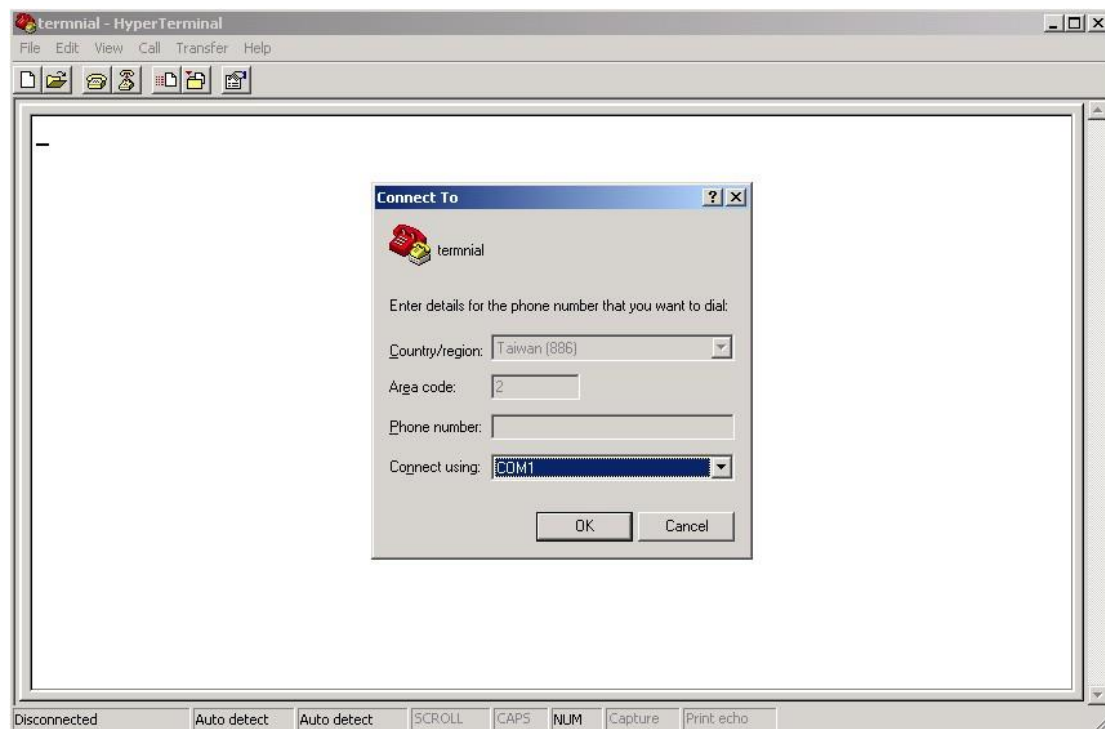 termnial - HyperTerminal
File Edit View Call Transfer Help
Connect To
termnial
Enter details for the phone number that you want to dial:
Country/region: Taiwan (886)
Area code: 2
Phone number:
Connect using: COM1
OK Cancel
Disconnected Auto detect Auto detect SCROLL CAPS NUM Capture Print echo